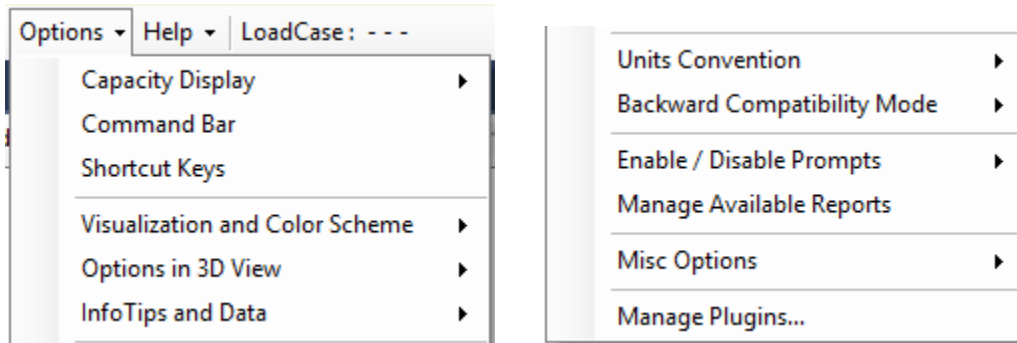 Options Help LoadCase: - - -
Capacity Display
Command Bar
Shortcut Keys
Visualization and Color Scheme
Options in 3D View
InfoTips and Data
Units Convention
Backward Compatibility Mode
Enable / Disable Prompts
Manage Available Reports
Misc Options
Manage Plugins...